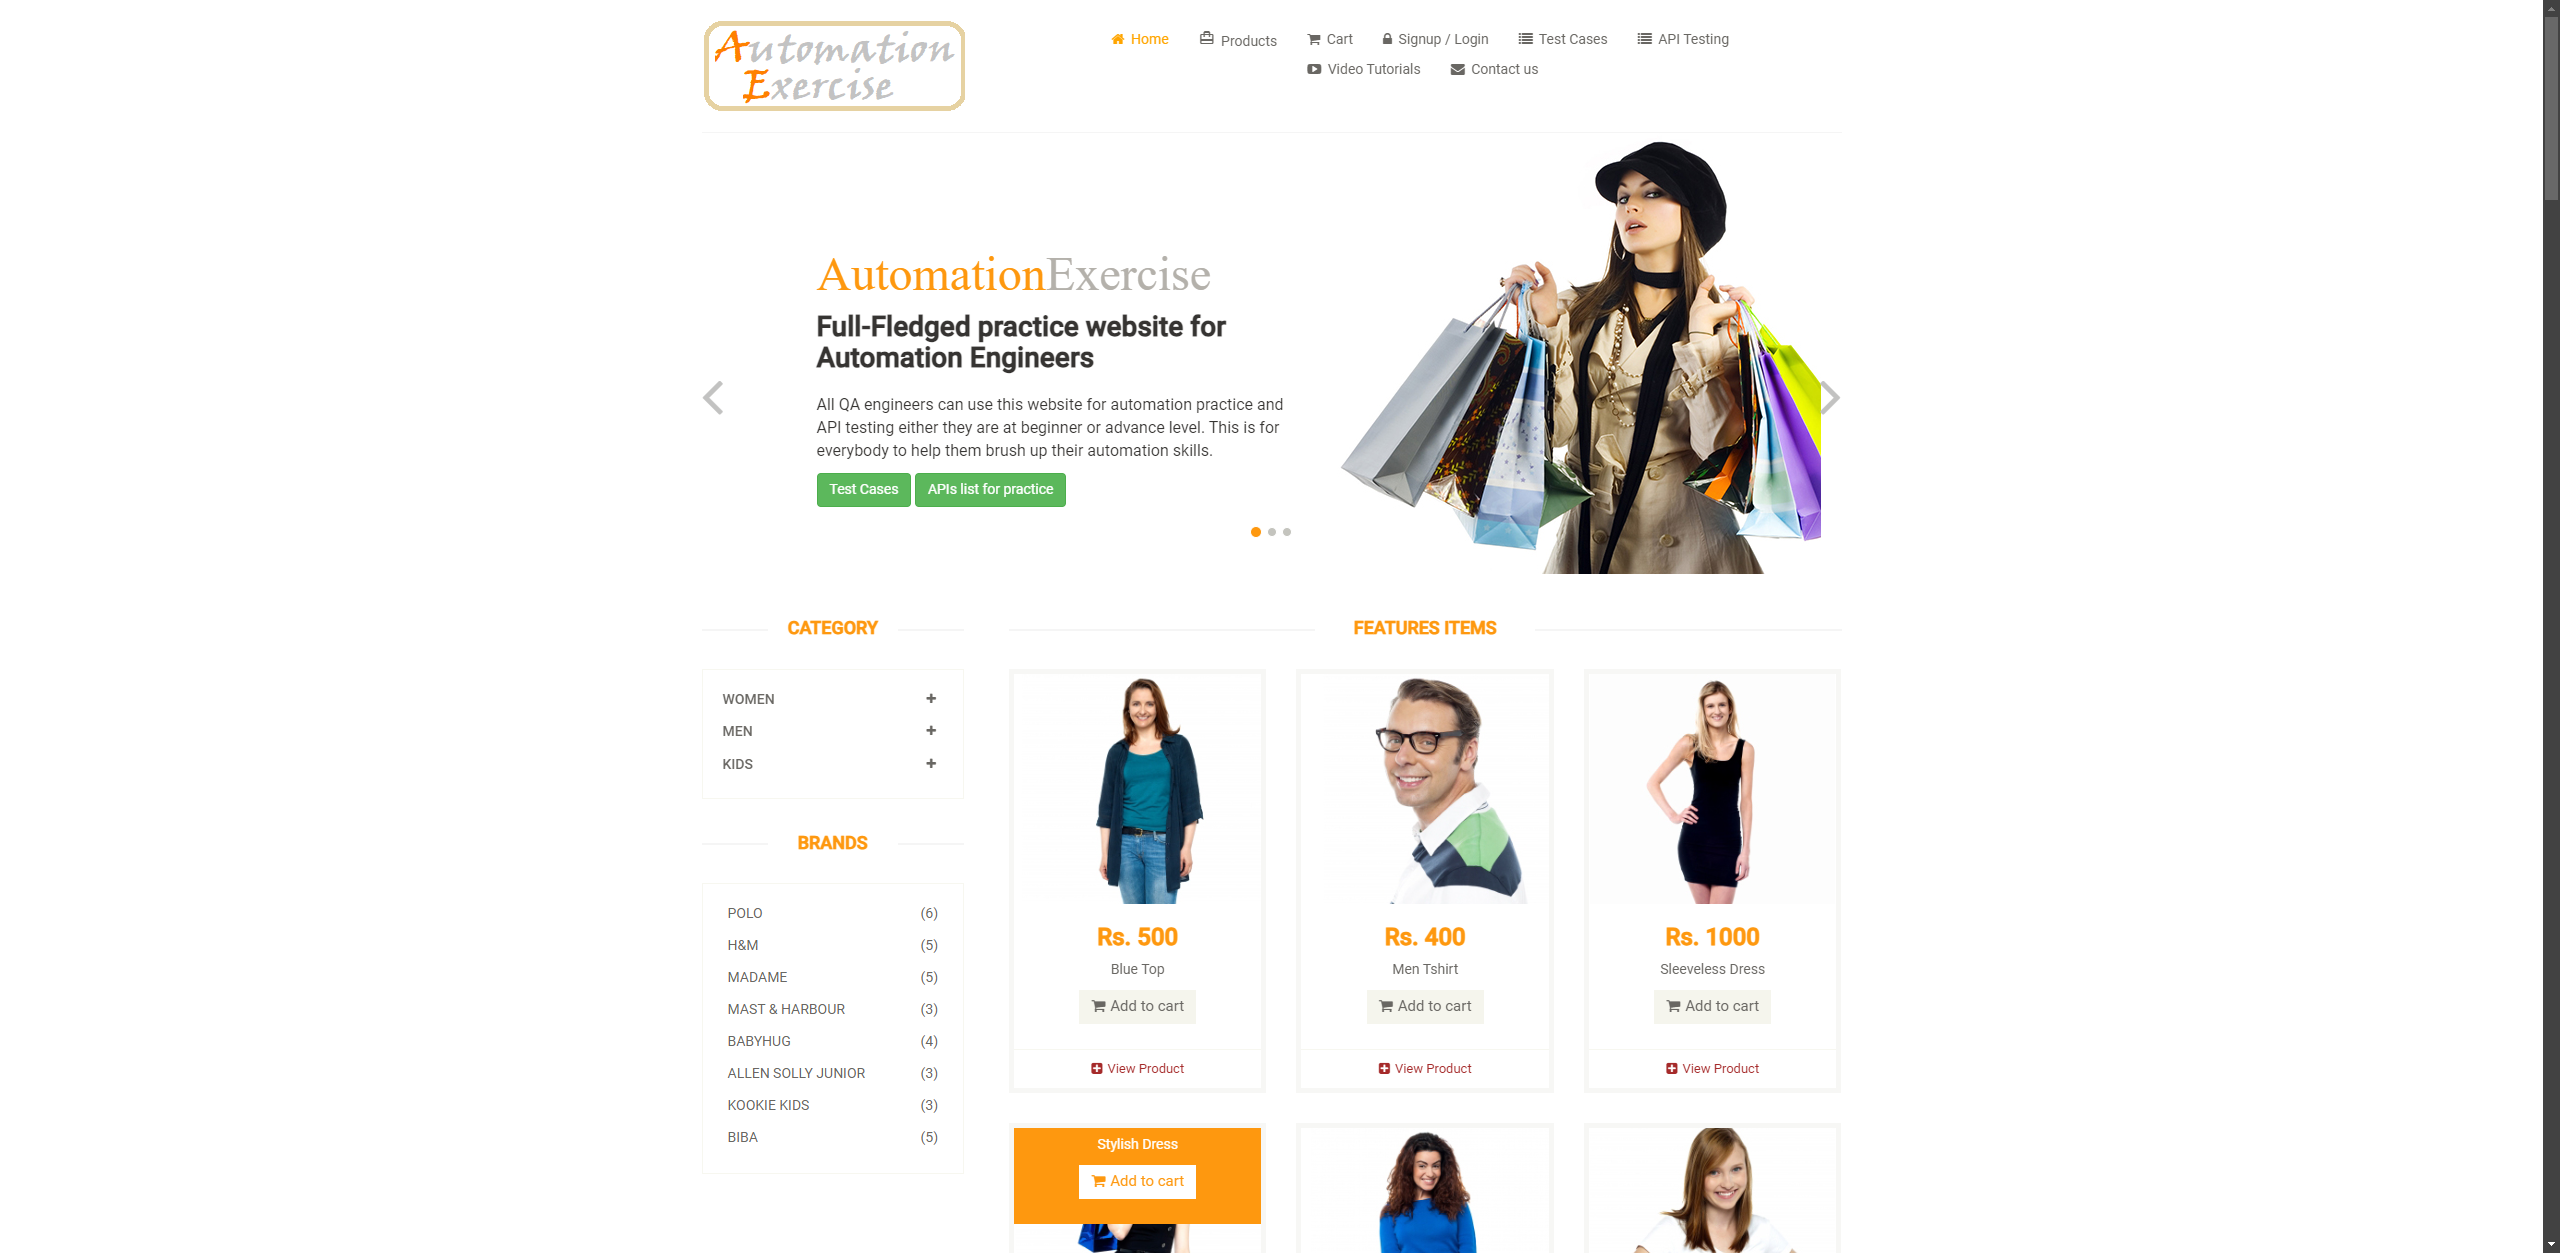 Automation
Exercise
Home
Products
Cart
Signup / Login
Test Cases
API Testing
Video Tutorials
Contact us
AutomationExercise
Full-Fledged practice website for
Automation Engineers
All QA engineers can use this website for automation practice and
API testing either they are at beginner or advance level. This is for
everybody to help them brush up their automation skills.
Test Cases
APIs list for practice
CATEGORY
WOMEN
MEN
KIDS
BRANDS
POLO (6)
H&M (5)
MADAME (5)
MAST & HARBOUR (3)
BABYHUG (4)
ALLEN SOLLY JUNIOR (3)
KOOKIE KIDS (3)
BIBA (5)
FEATURES ITEMS
Rs. 500
Blue Top
Add to cart
View Product
Rs. 400
Men Tshirt
Add to cart
View Product
Rs. 1000
Sleeveless Dress
Add to cart
View Product
Stylish Dress
Add to cart